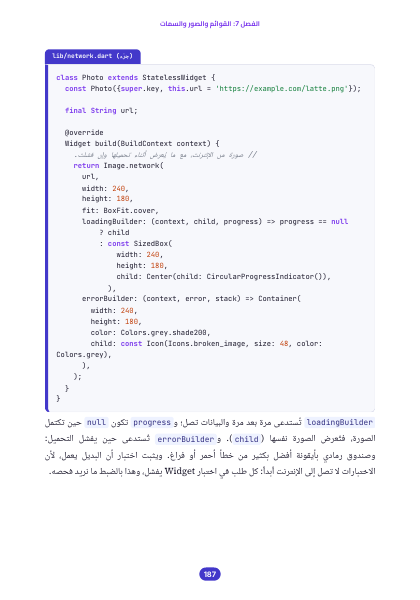 الفصل 7: القوائم والصور والسمات
lib/network.dart (جزء)
class Photo extends StatelessWidget {
  const Photo({super.key, this.url = 'https://example.com/latte.png'});
  final String url;
  @override
  Widget build(BuildContext context) {
    // صورة من الإنترنت، مع ما يُعرض أثناء تحميلها وإن فشلت.
    return Image.network(
      url,
      width: 240,
      height: 180,
      fit: BoxFit.cover,
      loadingBuilder: (context, child, progress) => progress == null
          ? child
          : const SizedBox(
              width: 240,
              height: 180,
              child: Center(child: CircularProgressIndicator()),
            ),
      errorBuilder: (context, error, stack) => Container(
        width: 240,
        height: 180,
        color: Colors.grey.shade200,
        child: const Icon(Icons.broken_image, size: 48, color:
Colors.grey),
      ),
    );
  }
}
loadingBuilder تُستدعى مرة بعد مرة والبيانات تصل؛ و progress تكون null حين تكتمل
الصورة، فتُعرض الصورة نفسها (child). و errorBuilder تُستدعى حين يفشل التحميل:
وصندوق رمادي بأيقونة أفضل بكثير من خطأ أحمر أو فراغ. ويثبت اختبار أن البديل يعمل، لأن
الاختبارات لا تصل إلى الإنترنت أبداً: كل طلب في اختبار Widget يفشل، وهذا بالضبط ما نريد فحصه.
187